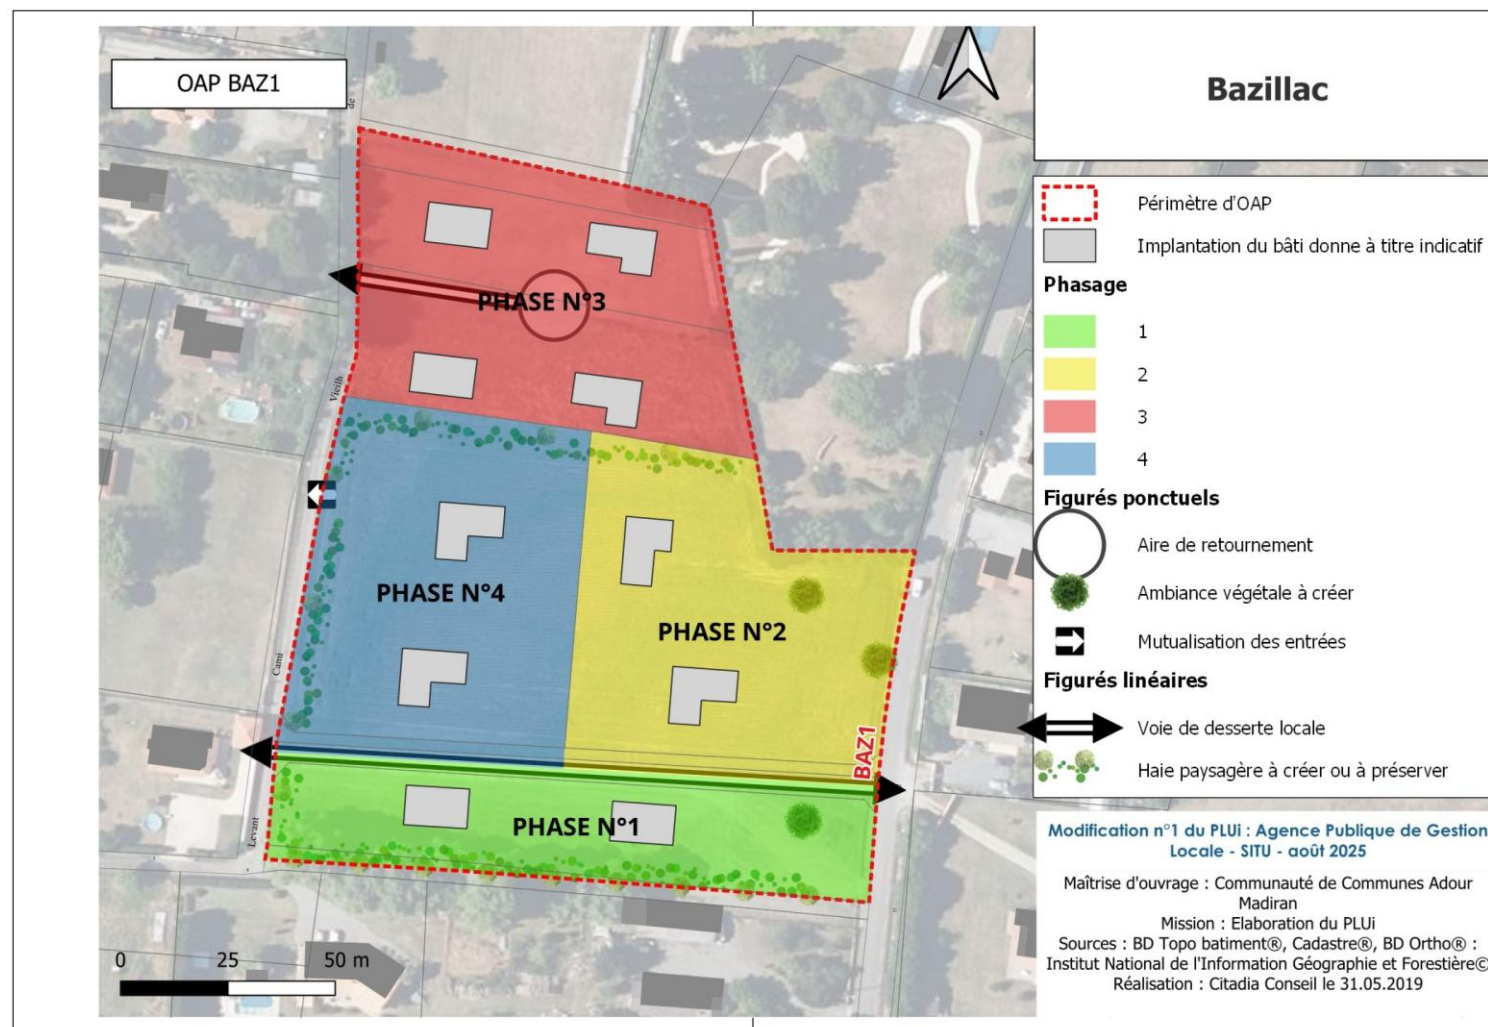 OAP BAZ1
Bazillac
de
Vieilh
Cami
Levant
PHASE N°3
PHASE N°4
PHASE N°2
BAZ1
PHASE N°1
0 25 50 m
Périmètre d'OAP
Implantation du bâti donne à titre indicatif
Phasage
1
2
3
4
Figurés ponctuels
Aire de retournement
Ambiance végétale à créer
Mutualisation des entrées
Figurés linéaires
Voie de desserte locale
Haie paysagère à créer ou à préserver
Modification n°1 du PLUi : Agence Publique de Gestion
Locale - SITU - août 2025
Maîtrise d'ouvrage : Communauté de Communes Adour
Madiran
Mission : Elaboration du PLUi
Sources : BD Topo batiment®, Cadastre®, BD Ortho® :
Institut National de l'Information Géographie et Forestière©
Réalisation : Citadia Conseil le 31.05.2019